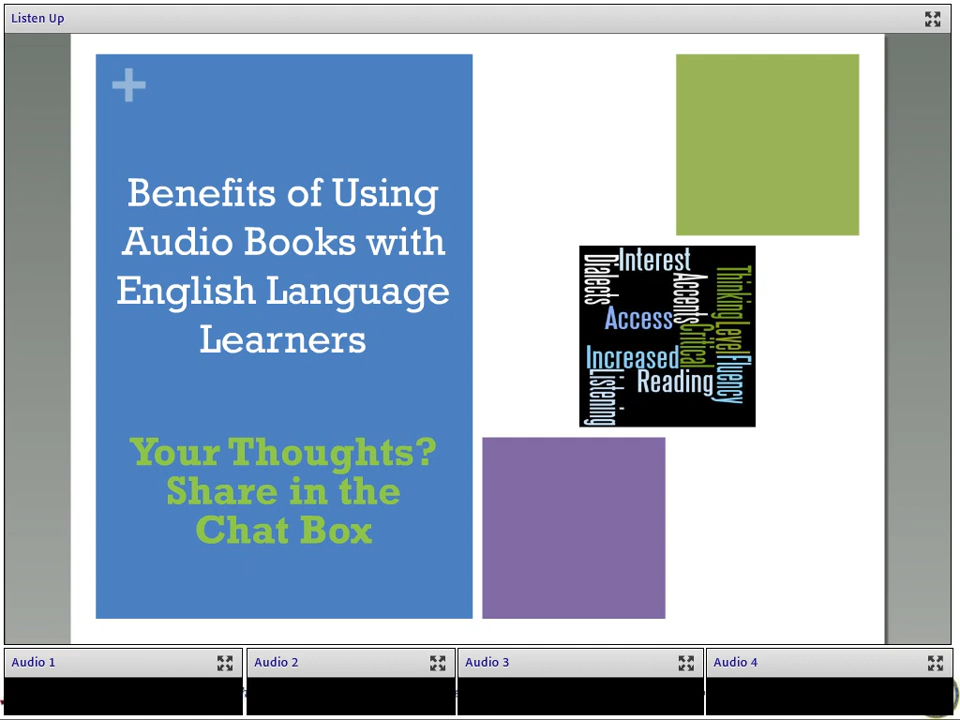 Listen Up
+
Benefits of Using
Audio Books with
English Language
Learners
Your Thoughts?
Share in the
Chat Box
Interest
Dialects
Accents
Thinking Level
Access
Critical
Increased
Fluency
Reading
Listening
Audio 1
Audio 2
Audio 3
Audio 4